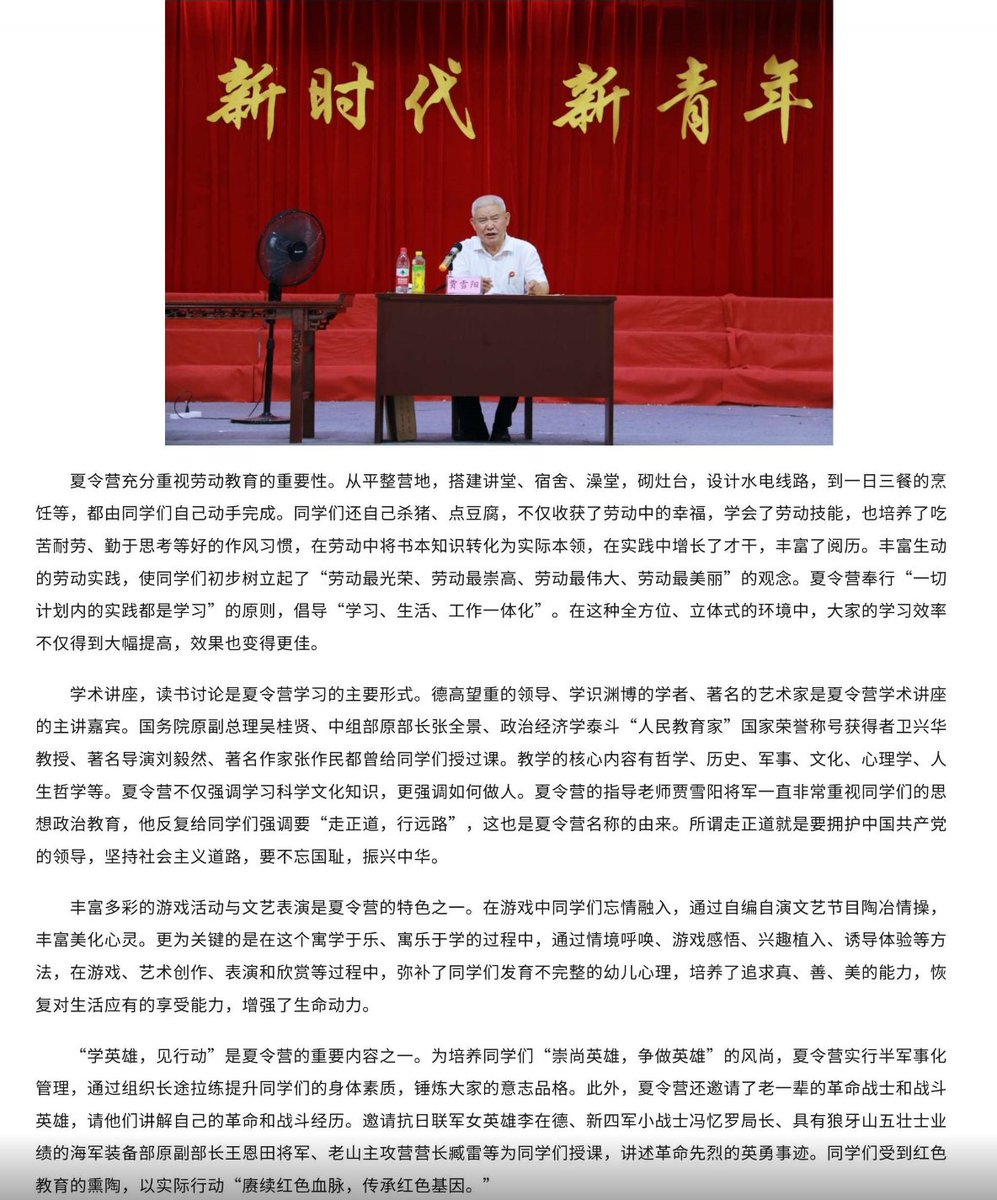 新时代 新青年
贾雪阳
夏令营充分重视劳动教育的重要性。从平整营地，搭建讲堂、宿舍、澡堂，砌灶台，设计水电线路，到一日三餐的烹
饪等，都由同学们自己动手完成。同学们还自己杀猪、点豆腐，不仅收获了劳动中的幸福，学会了劳动技能，也培养了吃
苦耐劳、勤于思考等好的作风习惯，在劳动中将书本知识转化为实际本领，在实践中增长了才干，丰富了阅历。丰富生动
的劳动实践，使同学们初步树立起了“劳动最光荣、劳动最崇高、劳动最伟大、劳动最美丽”的观念。夏令营奉行“一切
计划内的实践都是学习”的原则，倡导“学习、生活、工作一体化”。在这种全方位、立体式的环境中，大家的学习效率
不仅得到大幅提高，效果也变得更佳。
学术讲座，读书讨论是夏令营学习的主要形式。德高望重的领导、学识渊博的学者、著名的艺术家是夏令营学术讲座
的主讲嘉宾。国务院原副总理吴桂贤、中组部原部长张全景、政治经济学泰斗“人民教育家”国家荣誉称号获得者卫兴华
教授、著名导演刘毅然、著名作家张作民都曾给同学们授过课。教学的核心内容有哲学、历史、军事、文化、心理学、人
生哲学等。夏令营不仅强调学习科学文化知识，更强调如何做人。夏令营的指导老师贾雪阳将军一直非常重视同学们的思
想政治教育，他反复给同学们强调要“走正道，行远路”，这也是夏令营名称的由来。所谓走正道就是要拥护中国共产党
的领导，坚持社会主义道路，要不忘国耻，振兴中华。
丰富多彩的游戏活动与文艺表演是夏令营的特色之一。在游戏中同学们忘情融入，通过自编自演文艺节目陶冶情操，
丰富美化心灵。更为关键的是在这个寓学于乐、寓乐于学的过程中，通过情境呼唤、游戏感悟、兴趣植入、诱导体验等方
法，在游戏、艺术创作、表演和欣赏等过程中，弥补了同学们发育不完整的幼儿心理，培养了追求真、善、美的能力，恢
复对生活应有的享受能力，增强了生命动力。
“学英雄，见行动”是夏令营的重要内容之一。为培养同学们“崇尚英雄，争做英雄”的风尚，夏令营实行半军事化
管理，通过组织长途拉练提升同学们的身体素质，锤炼大家的意志品格。此外，夏令营还邀请了老一辈的革命战士和战斗
英雄，请他们讲解自己的革命和战斗经历。邀请抗日联军女英雄李在德、新四军小战士冯忆罗局长、具有狼牙山五壮士业
绩的海军装备部原副部长王恩田将军、老山主攻营营长臧雷等为同学们授课，讲述革命先烈的英勇事迹。同学们受到红色
教育的熏陶，以实际行动“赓续红色血脉，传承红色基因。”